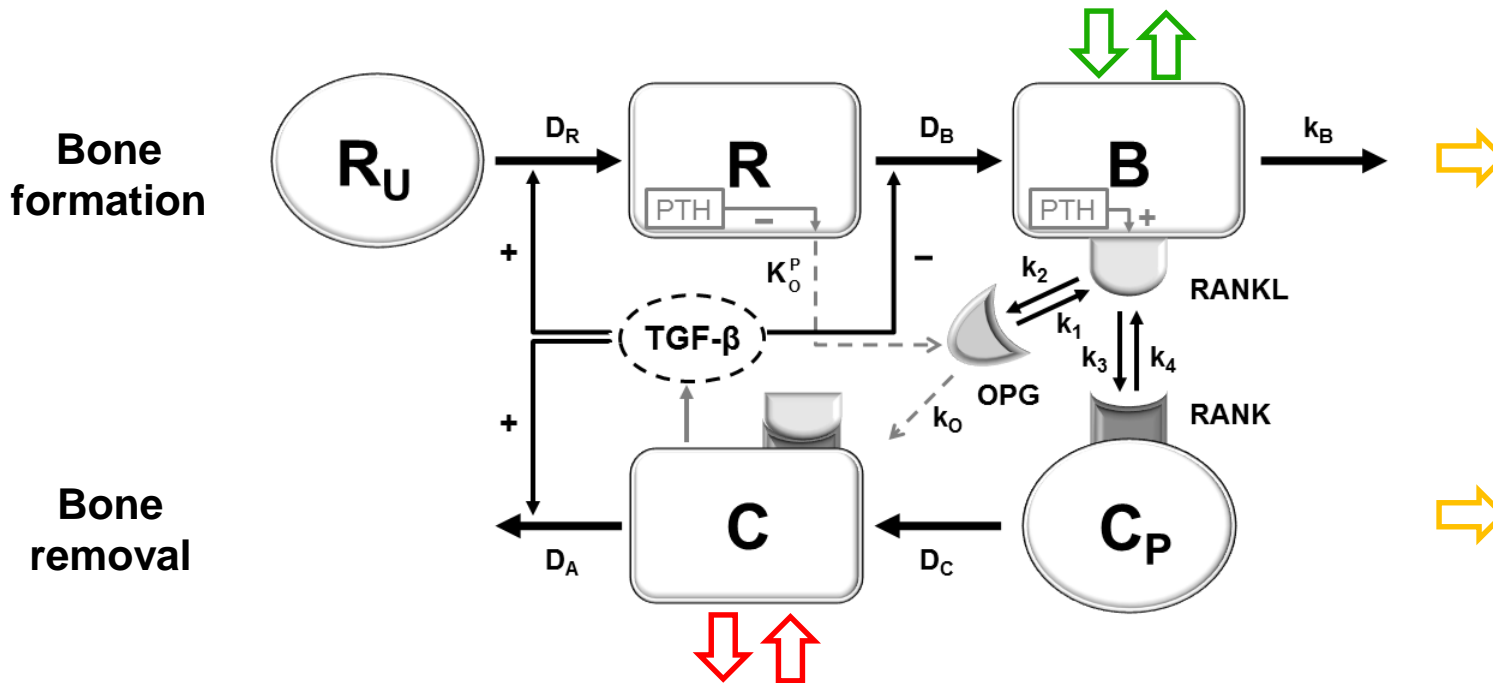 Bone
formation
R_U
D_R
R
PTH
–
D_B
B
PTH
+
k_B
+
K_O^P
–
k_2
k_1
RANKL
TGF-β
OPG
k_3
k_4
k_O
RANK
+
Bone
removal
D_A
C
D_C
C_P